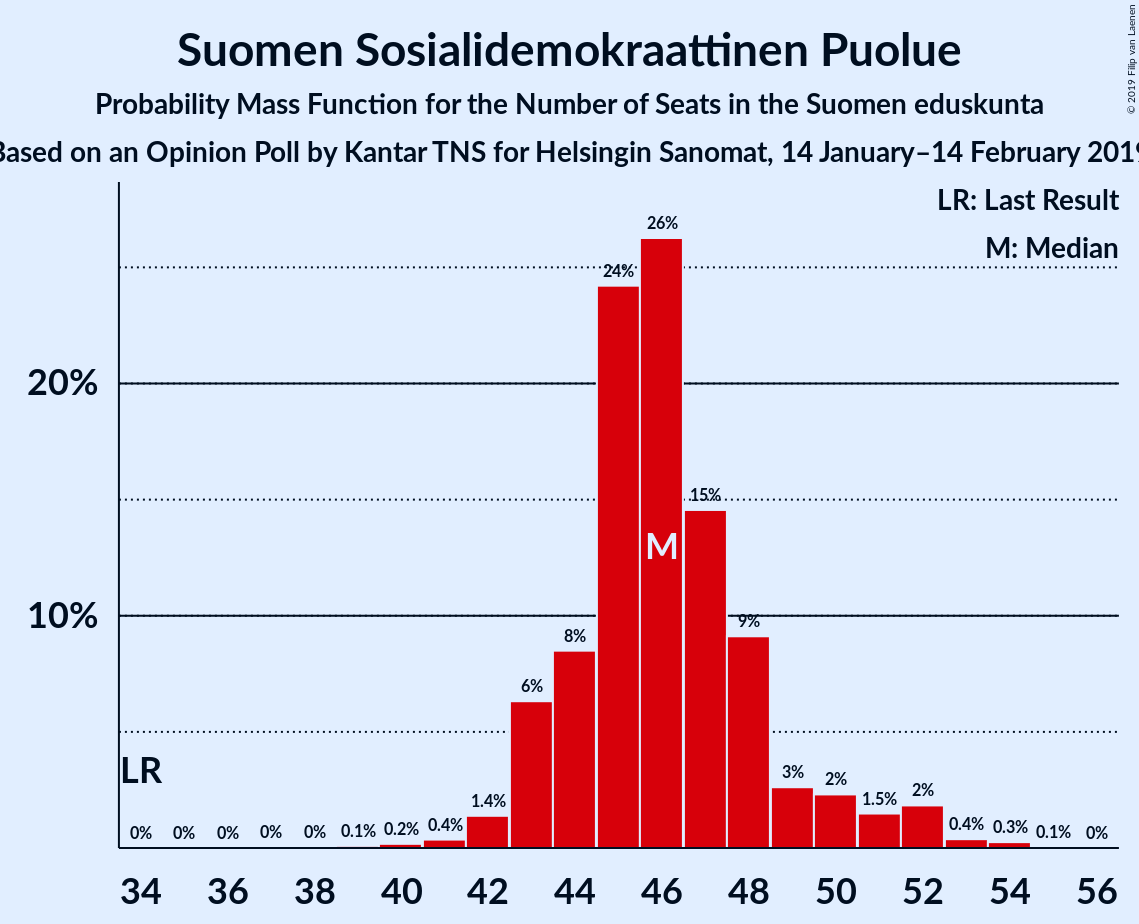 Suomen Sosialidemokraattinen Puolue
Probability Mass Function for the Number of Seats in the Suomen eduskunta
Based on an Opinion Poll by Kantar TNS for Helsingin Sanomat, 14 January–14 February 2019
© 2019 Filip van Laenen
LR: Last Result
M: Median
26%
24%
20%
15%
M
10%
9%
8%
6%
LR
3%
2%
2%
1.4%
1.5%
0% 0% 0% 0% 0% 0.1% 0.2% 0.4% 0.4% 0.3% 0.1% 0%
34 36 38 40 42 44 46 48 50 52 54 56